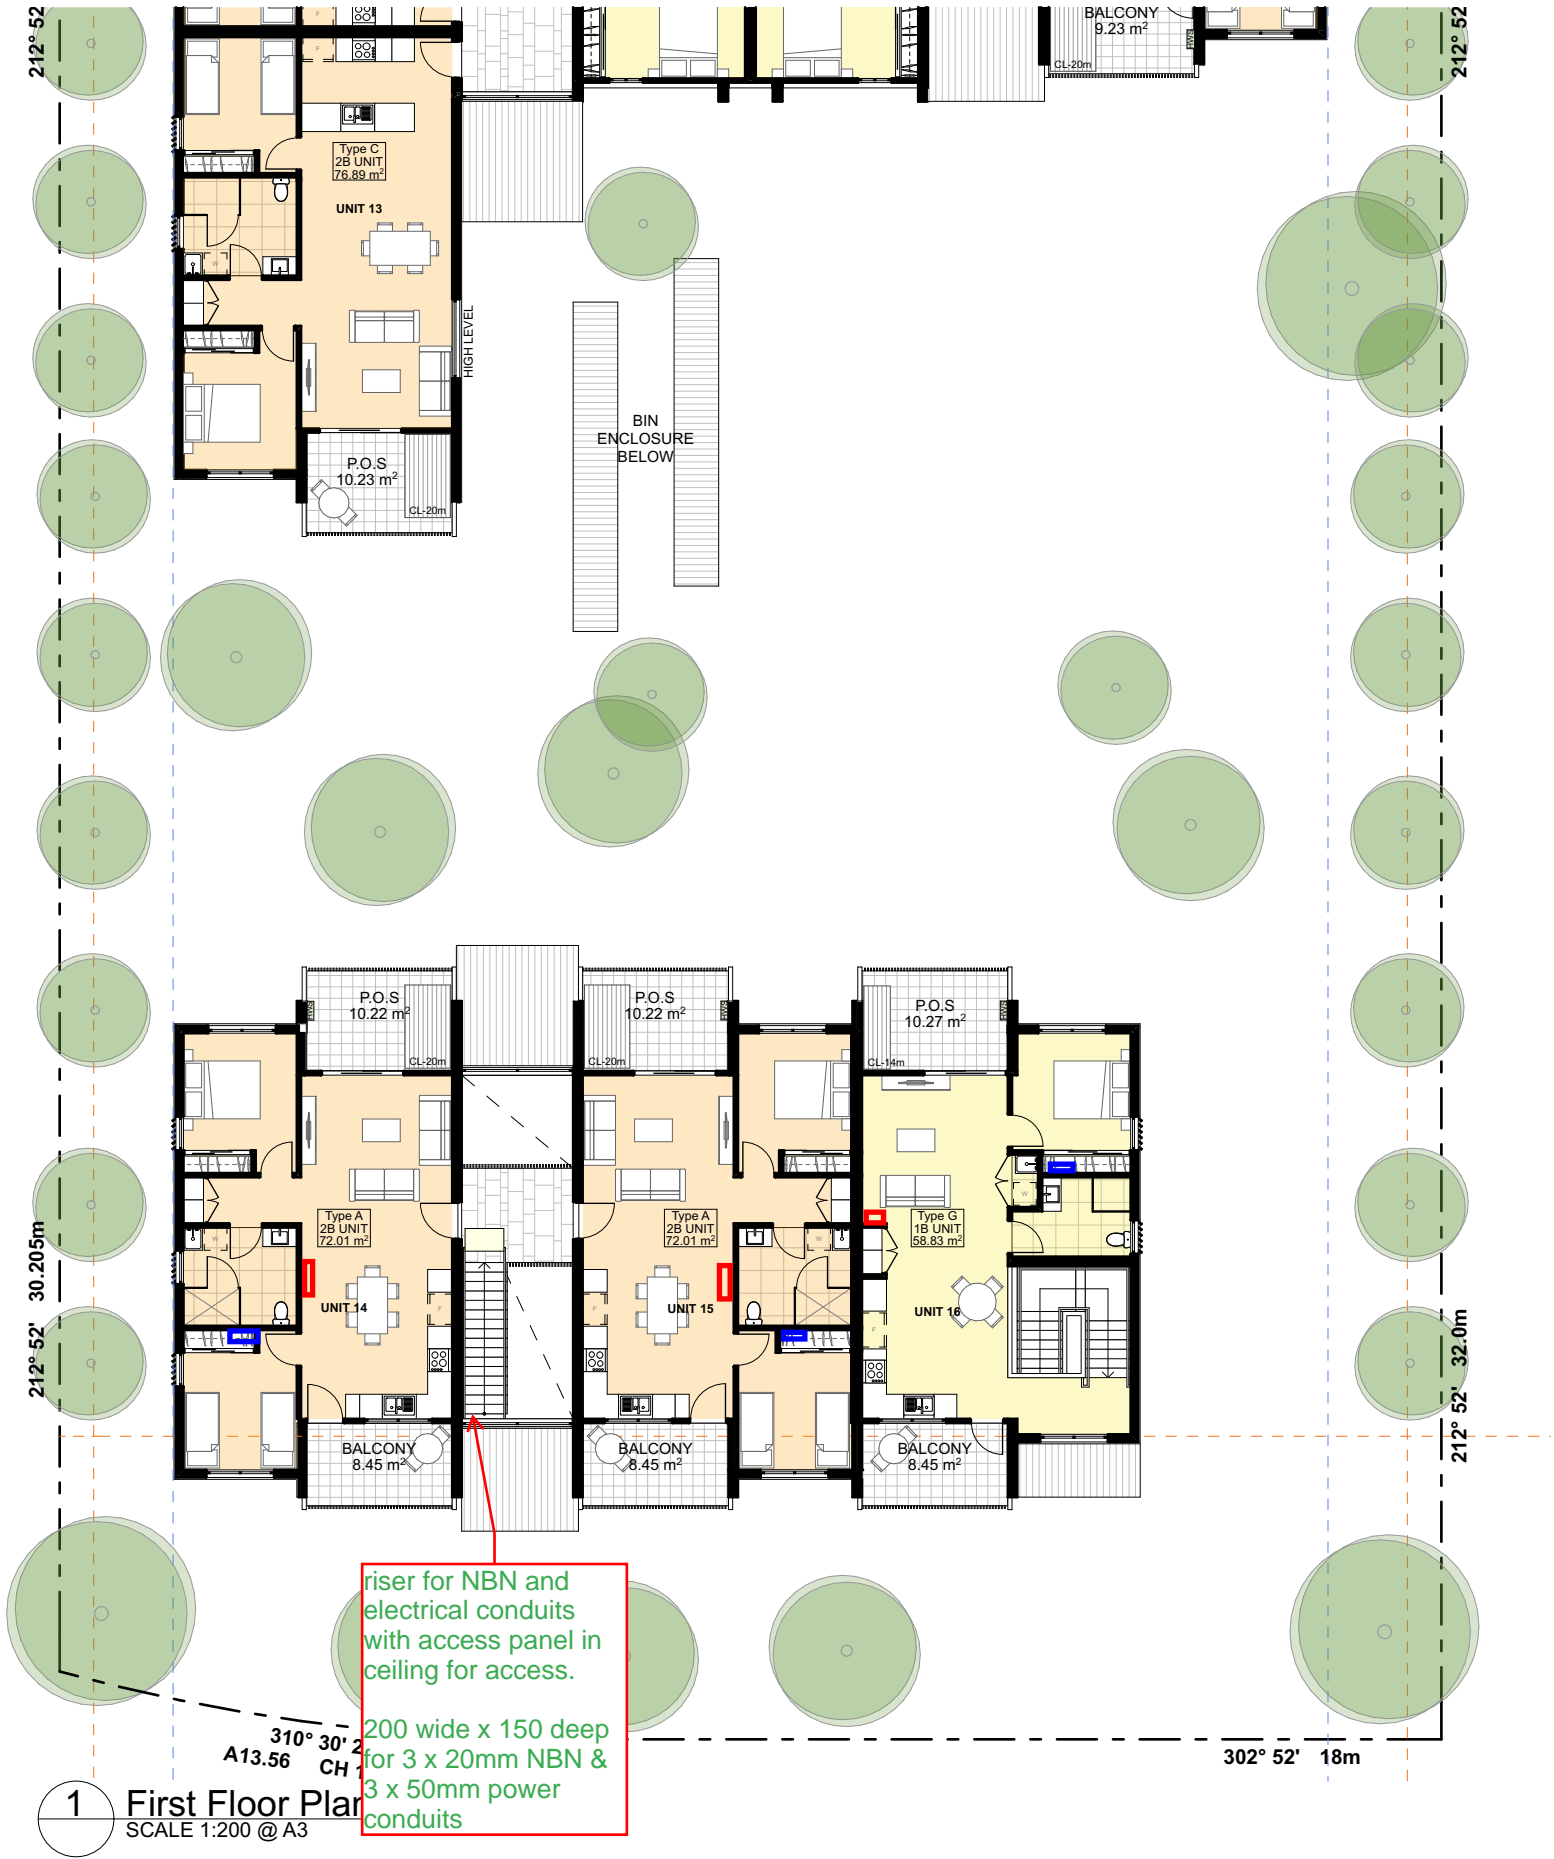 212° 52
BALCONY
9.23 m²
CL-20m
212° 52
F
Type C
2B UNIT
76.89 m²
UNIT 13
W
HIGH LEVEL
BIN
ENCLOSURE
BELOW
P.O.S
10.23 m²
CL-20m
P.O.S
10.22 m²
CL-20m
P.O.S
10.22 m²
CL-20m
P.O.S
10.27 m²
CL-14m
Type A
2B UNIT
72.01 m²
UNIT 14
W
F
Type A
2B UNIT
72.01 m²
UNIT 15
W
F
Type G
1B UNIT
58.83 m²
UNIT 16
W
F
212° 52' 30.205m
212° 52' 32.0m
BALCONY
8.45 m²
BALCONY
8.45 m²
BALCONY
8.45 m²
riser for NBN and
electrical conduits
with access panel in
ceiling for access.
200 wide x 150 deep
for 3 x 20mm NBN &
3 x 50mm power
conduits
310° 30' 2
A13.56 CH 1
302° 52' 18m
1 First Floor Plan
SCALE 1:200 @ A3